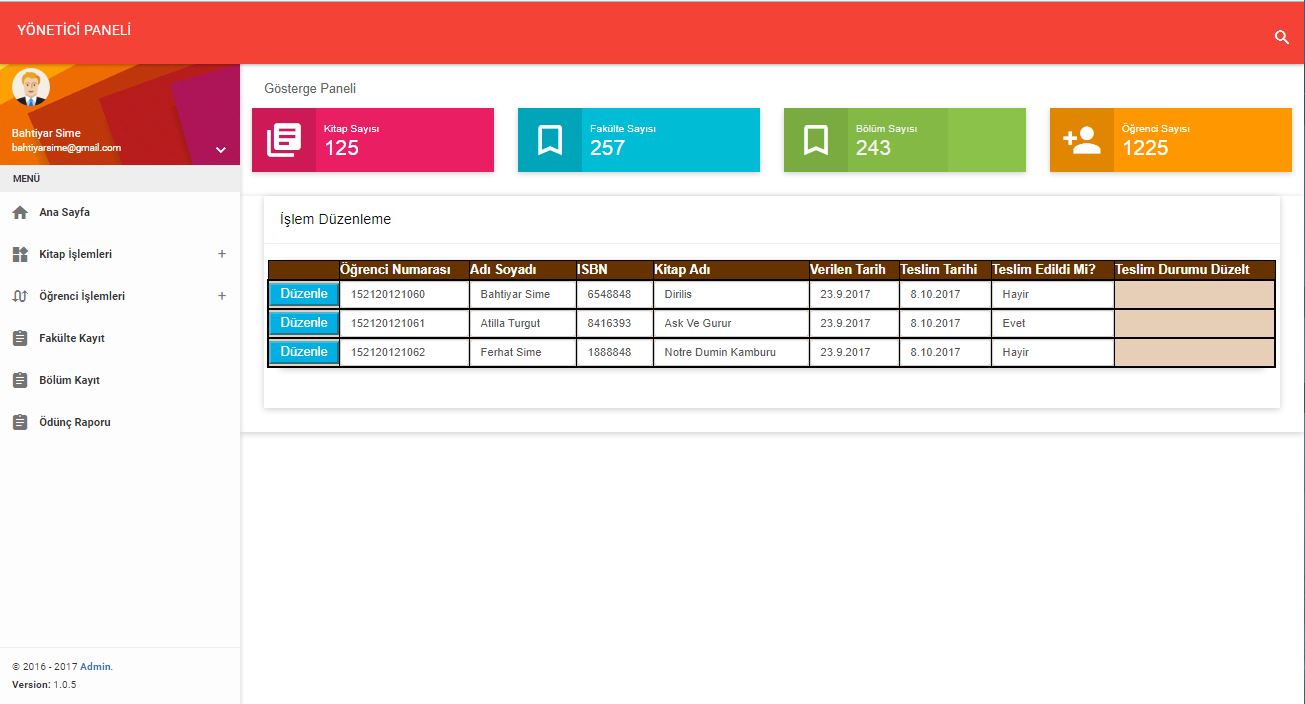 YÖNETİCİ PANELİ
Bahtiyar Sime
bahtiyarsime@gmail.com
MENÜ
Ana Sayfa
Kitap İşlemleri +
Öğrenci İşlemleri +
Fakülte Kayıt
Bölüm Kayıt
Ödünç Raporu
© 2016 - 2017 Admin.
Version: 1.0.5
Gösterge Paneli
Kitap Sayısı
125
Fakülte Sayısı
257
Bölüm Sayısı
243
Öğrenci Sayısı
1225
İşlem Düzenleme
Öğrenci Numarası Adı Soyadı ISBN Kitap Adı Verilen Tarih Teslim Tarihi Teslim Edildi Mi? Teslim Durumu Düzelt
Düzenle 152120121060 Bahtiyar Sime 6548848 Dirilis 23.9.2017 8.10.2017 Hayir
Düzenle 152120121061 Atilla Turgut 8416393 Ask Ve Gurur 23.9.2017 8.10.2017 Evet
Düzenle 152120121062 Ferhat Sime 1888848 Notre Dumin Kamburu 23.9.2017 8.10.2017 Hayir